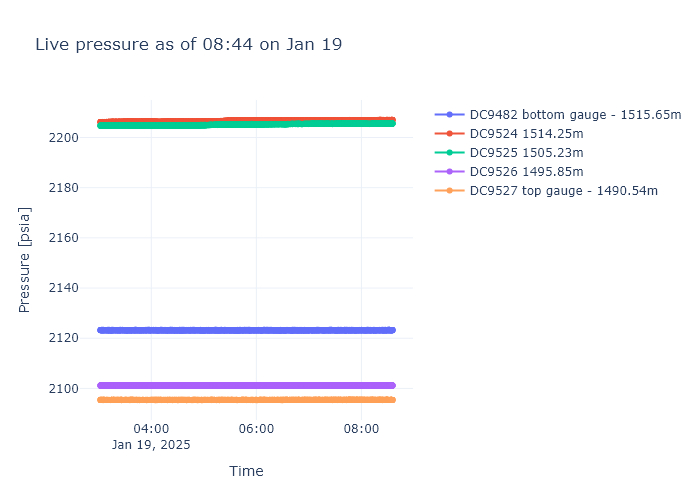 Live pressure as of 08:44 on Jan 19
DC9482 bottom gauge - 1515.65m
DC9524 1514.25m
DC9525 1505.23m
DC9526 1495.85m
DC9527 top gauge - 1490.54m
Pressure [psia]
2200
2180
2160
2140
2120
2100
04:00
06:00
08:00
Jan 19, 2025
Time